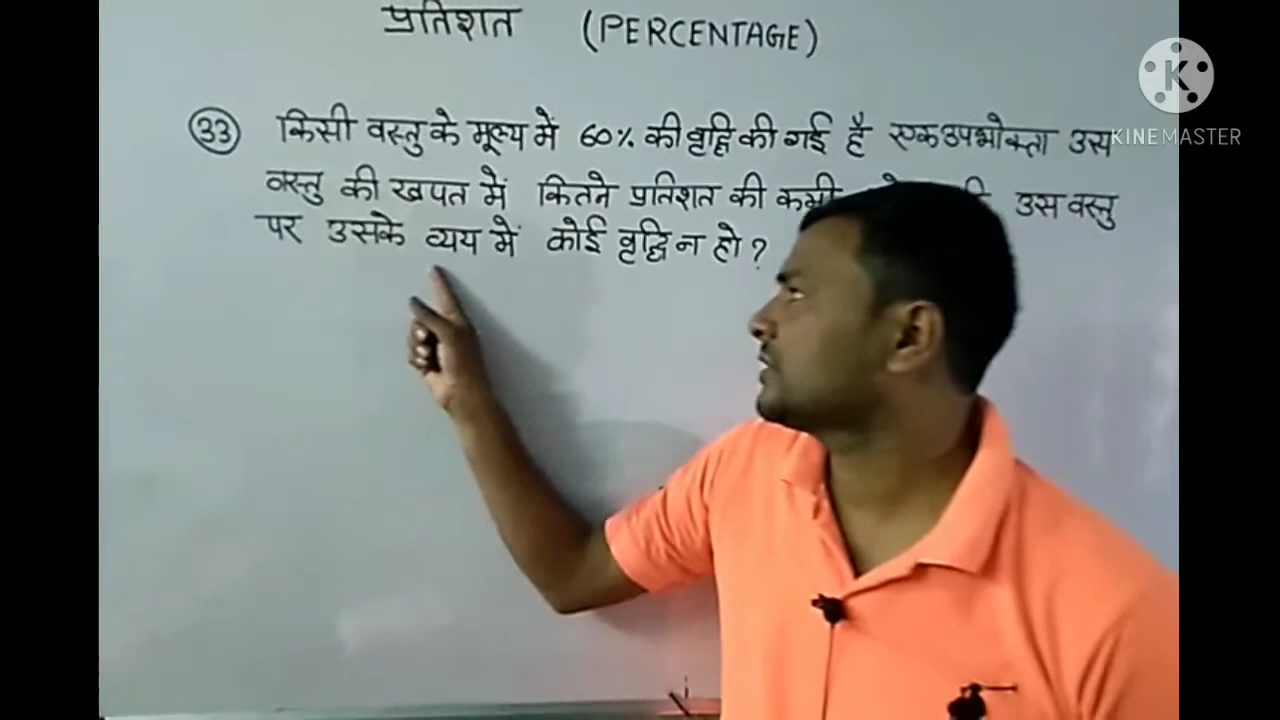 प्रतिशत (PERCENTAGE)
K
KINEMASTER
33 किसी वस्तु के मूल्य में 60% की वृद्धि की गई है एक उपभोक्ता उस
वस्तु की खपत में कितने प्रतिशत की कमी उस वस्तु
पर उसके व्यय में कोई वृद्धि न हो ?